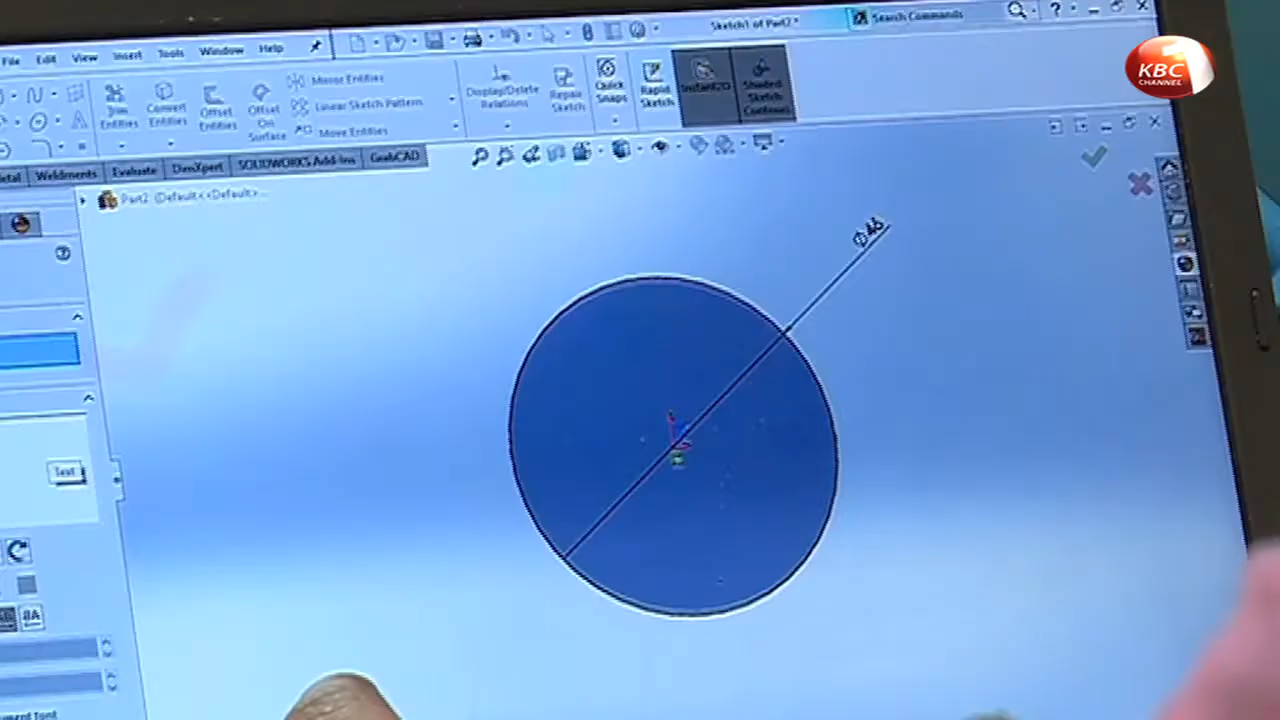 Sketch1 of Part2 *
Search Commands
File Edit View Insert Tools Window Help
Trim Entities
Convert Entities
Offset Entities
Offset On Surface
Mirror Entities
Linear Sketch Pattern
Move Entities
Display/Delete Relations
Repair Sketch
Quick Snaps
Rapid Sketch
Instant2D
Shaded Sketch Contours
KBC
CHANNEL
1
etal Weldments Evaluate DimXpert SOLIDWORKS Add-Ins GrabCAD
Part2 (Default<<Default>...
Text